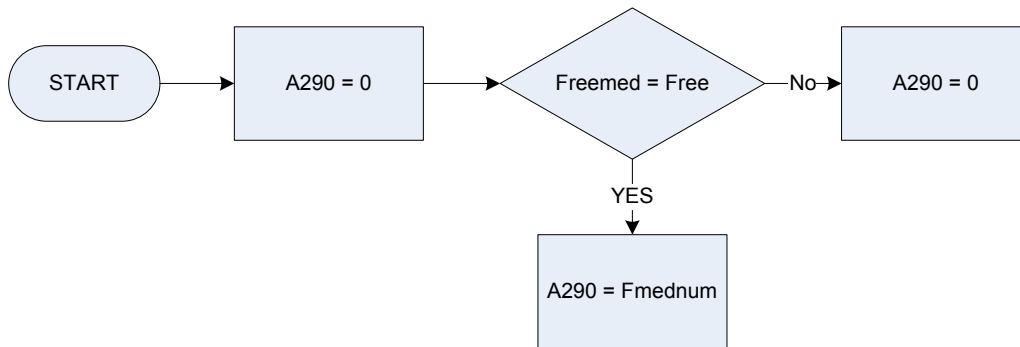 START
A290 = 0
Freemed = Free
No
A290 = 0
YES
A290 = Fmednum